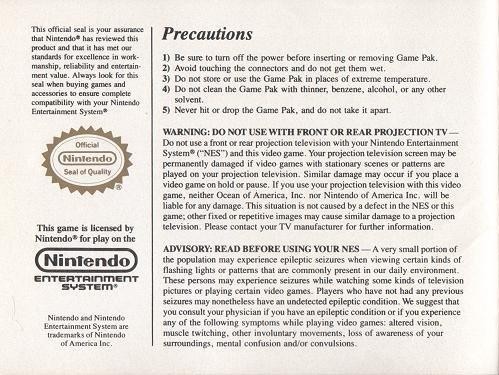 This official seal is your assurance
that Nintendo® has reviewed this
product and that it has met our
standards for excellence in work-
manship, reliability and entertain-
ment value. Always look for this
seal when buying games and
accessories to ensure complete
compatibility with your Nintendo
Entertainment System®
Official
Nintendo
Seal of Quality
®
This game is licensed by
Nintendo® for play on the
Nintendo
ENTERTAINMENT
SYSTEM®
Nintendo and Nintendo
Entertainment System are
trademarks of Nintendo
of America Inc.
Precautions
1) Be sure to turn off the power before inserting or removing Game Pak.
2) Avoid touching the connectors and do not get them wet.
3) Do not store or use the Game Pak in places of extreme temperature.
4) Do not clean the Game Pak with thinner, benzene, alcohol, or any other
solvent.
5) Never hit or drop the Game Pak, and do not take it apart.
WARNING: DO NOT USE WITH FRONT OR REAR PROJECTION TV —
Do not use a front or rear projection television with your Nintendo Entertainment
System® ("NES") and this video game. Your projection television screen may be
permanently damaged if video games with stationary scenes or patterns are
played on your projection television. Similar damage may occur if you place a
video game on hold or pause. If you use your projection television with this video
game, neither Ocean of America, Inc. nor Nintendo of America Inc. will be
liable for any damage. This situation is not caused by a defect in the NES or this
game; other fixed or repetitive images may cause similar damage to a projection
television. Please contact your TV manufacturer for further information.
ADVISORY: READ BEFORE USING YOUR NES — A very small portion of
the population may experience epileptic seizures when viewing certain kinds of
flashing lights or patterns that are commonly present in our daily environment.
These persons may experience seizures while watching some kinds of television
pictures or playing certain video games. Players who have not had any previous
seizures may nonetheless have an undetected epileptic condition. We suggest that
you consult your physician if you have an epileptic condition or if you experience
any of the following symptoms while playing video games: altered vision,
muscle twitching, other involuntary movements, loss of awareness of your
surroundings, mental confusion and/or convulsions.